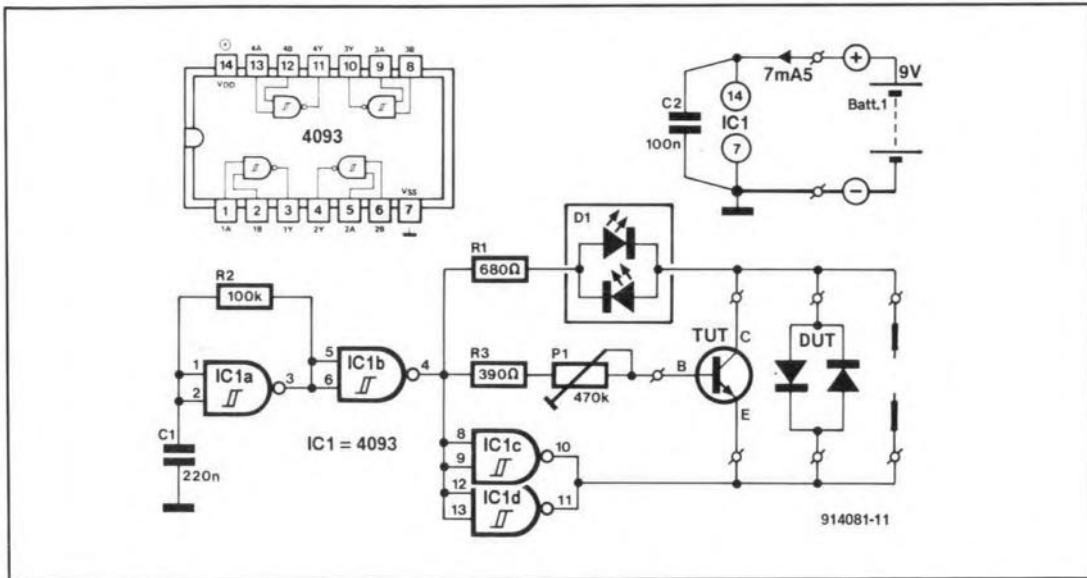 4A 4B 4Y 3Y 3A 3B
14 13 12 11 10 9 8
VDD
4093
VSS
1 2 3 4 5 6 7
1A 1B 1Y 2Y 2A 2B
7mA5
+
9V
C2
100n
14
IC1
7
Batt.1
−
D1
R1
680Ω
R2
100k
1
2
IC1a
3
5
6
IC1b
4
R3
390Ω
P1
470k
TUT
B
C
E
DUT
C1
220n
IC1 = 4093
8
9
IC1c
10
12
13
IC1d
11
914081-11